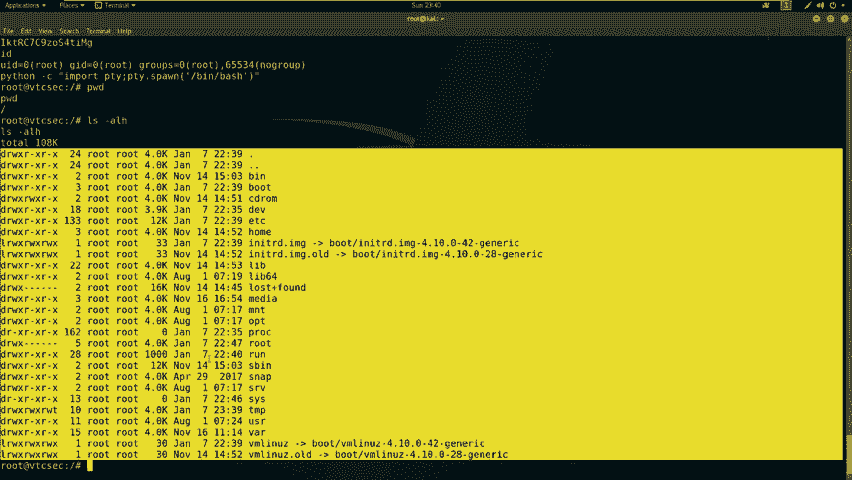 Applications Places Terminal Sun 23:40 1
root@kali: ~
File Edit View Search Terminal Help
1ktRC7C9zoS4tiMg
id
uid=0(root) gid=0(root) groups=0(root),65534(nogroup)
python -c "import pty;pty.spawn('/bin/bash')"
root@vtcsec:/# pwd
pwd
/
root@vtcsec:/# ls -alh
ls -alh
total 108K
drwxr-xr-x 24 root root 4.0K Jan 7 22:39 .
drwxr-xr-x 24 root root 4.0K Jan 7 22:39 ..
drwxr-xr-x 2 root root 4.0K Nov 14 15:03 bin
drwxr-xr-x 3 root root 4.0K Jan 7 22:39 boot
drwxrwxr-x 2 root root 4.0K Nov 14 14:51 cdrom
drwxr-xr-x 18 root root 3.9K Jan 7 22:35 dev
drwxr-xr-x 133 root root 12K Jan 7 22:39 etc
drwxr-xr-x 3 root root 4.0K Nov 14 14:52 home
lrwxrwxrwx 1 root root 33 Jan 7 22:39 initrd.img -> boot/initrd.img-4.10.0-42-generic
lrwxrwxrwx 1 root root 33 Nov 14 14:52 initrd.img.old -> boot/initrd.img-4.10.0-28-generic
drwxr-xr-x 22 root root 4.0K Nov 14 14:53 lib
drwxr-xr-x 2 root root 4.0K Aug 1 07:19 lib64
drwx------ 2 root root 16K Nov 14 14:45 lost+found
drwxr-xr-x 3 root root 4.0K Nov 16 16:54 media
drwxr-xr-x 2 root root 4.0K Aug 1 07:17 mnt
drwxr-xr-x 2 root root 4.0K Aug 1 07:17 opt
dr-xr-xr-x 162 root root 0 Jan 7 22:35 proc
drwx------ 5 root root 4.0K Jan 7 22:47 root
drwxr-xr-x 28 root root 1000 Jan 7 22:40 run
drwxr-xr-x 2 root root 12K Nov 14 15:03 sbin
drwxr-xr-x 2 root root 4.0K Apr 29 2017 snap
drwxr-xr-x 2 root root 4.0K Aug 1 07:17 srv
dr-xr-xr-x 13 root root 0 Jan 7 22:46 sys
drwxrwxrwt 10 root root 4.0K Jan 7 23:39 tmp
drwxr-xr-x 11 root root 4.0K Aug 1 07:24 usr
drwxr-xr-x 15 root root 4.0K Nov 16 11:14 var
lrwxrwxrwx 1 root root 30 Jan 7 22:39 vmlinuz -> boot/vmlinuz-4.10.0-42-generic
lrwxrwxrwx 1 root root 30 Nov 14 14:52 vmlinuz.old -> boot/vmlinuz-4.10.0-28-generic
root@vtcsec:/#